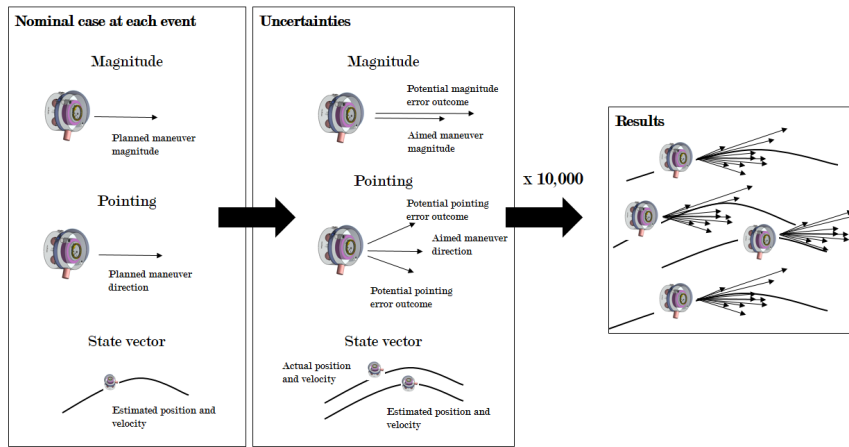 Nominal case at each event
Magnitude
Planned maneuver
magnitude
Pointing
Planned maneuver
direction
State vector
Estimated position and
velocity
Uncertainties
Magnitude
Potential magnitude
error outcome
Aimed maneuver
magnitude
Pointing
Potential pointing
error outcome
Aimed maneuver
direction
Potential pointing
error outcome
State vector
Actual position
and velocity
Estimated position and
velocity
x 10,000
Results